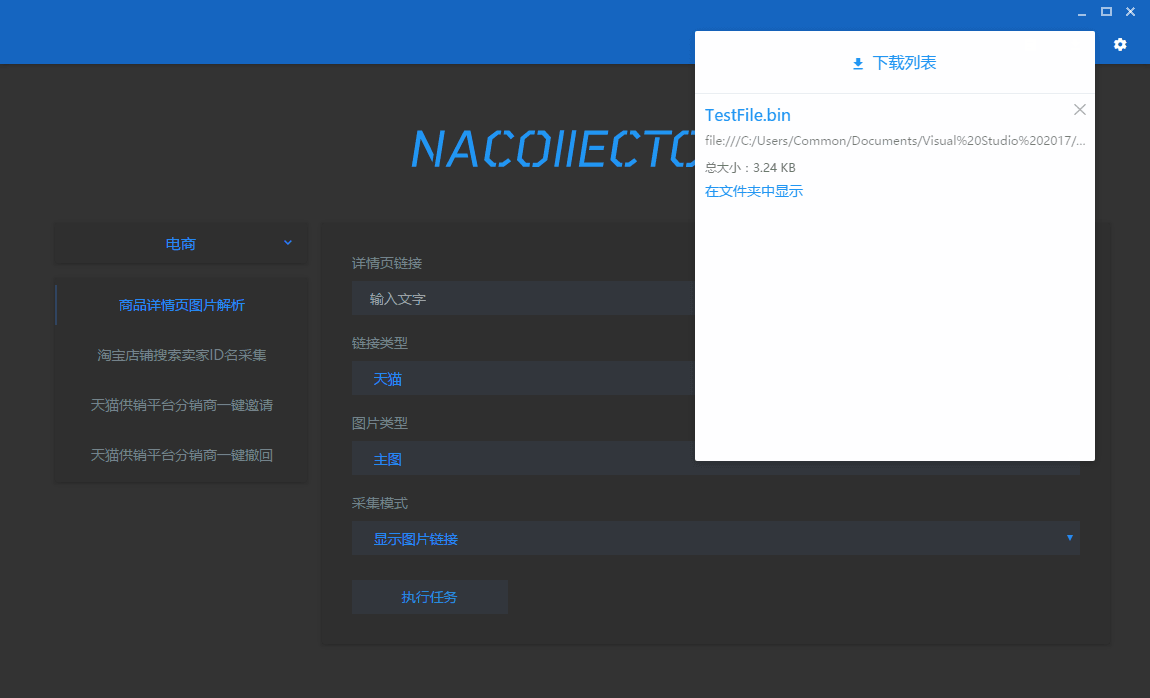 下载列表
TestFile.bin
file:///C:/Users/Common/Documents/Visual%20Studio%202017/...
总大小：3.24 KB
在文件夹中显示
NACOllECTO
电商
商品详情页图片解析
淘宝店铺搜索卖家ID名采集
天猫供销平台分销商一键邀请
天猫供销平台分销商一键撤回
详情页链接
输入文字
链接类型
天猫
图片类型
主图
采集模式
显示图片链接
执行任务